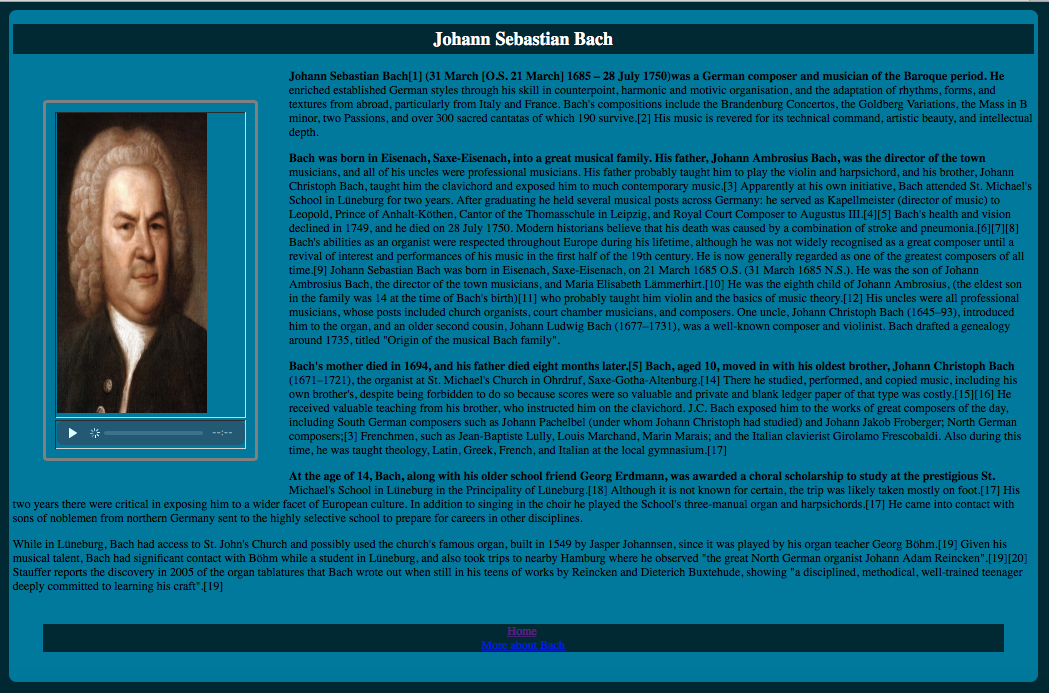 Johann Sebastian Bach
Johann Sebastian Bach[1] (31 March [O.S. 21 March] 1685 – 28 July 1750)was a German composer and musician of the Baroque period. He
enriched established German styles through his skill in counterpoint, harmonic and motivic organisation, and the adaptation of rhythms, forms, and
textures from abroad, particularly from Italy and France. Bach's compositions include the Brandenburg Concertos, the Goldberg Variations, the Mass in B
minor, two Passions, and over 300 sacred cantatas of which 190 survive.[2] His music is revered for its technical command, artistic beauty, and intellectual
depth.
Bach was born in Eisenach, Saxe-Eisenach, into a great musical family. His father, Johann Ambrosius Bach, was the director of the town
musicians, and all of his uncles were professional musicians. His father probably taught him to play the violin and harpsichord, and his brother, Johann
Christoph Bach, taught him the clavichord and exposed him to much contemporary music.[3] Apparently at his own initiative, Bach attended St. Michael's
School in Lüneburg for two years. After graduating he held several musical posts across Germany: he served as Kapellmeister (director of music) to
Leopold, Prince of Anhalt-Köthen, Cantor of the Thomasschule in Leipzig, and Royal Court Composer to Augustus III.[4][5] Bach's health and vision
declined in 1749, and he died on 28 July 1750. Modern historians believe that his death was caused by a combination of stroke and pneumonia.[6][7][8]
Bach's abilities as an organist were respected throughout Europe during his lifetime, although he was not widely recognised as a great composer until a
revival of interest and performances of his music in the first half of the 19th century. He is now generally regarded as one of the greatest composers of all
time.[9] Johann Sebastian Bach was born in Eisenach, Saxe-Eisenach, on 21 March 1685 O.S. (31 March 1685 N.S.). He was the son of Johann
Ambrosius Bach, the director of the town musicians, and Maria Elisabeth Lämmerhirt.[10] He was the eighth child of Johann Ambrosius, (the eldest son
in the family was 14 at the time of Bach's birth)[11] who probably taught him violin and the basics of music theory.[12] His uncles were all professional
musicians, whose posts included church organists, court chamber musicians, and composers. One uncle, Johann Christoph Bach (1645–93), introduced
him to the organ, and an older second cousin, Johann Ludwig Bach (1677–1731), was a well-known composer and violinist. Bach drafted a genealogy
around 1735, titled "Origin of the musical Bach family".
Bach's mother died in 1694, and his father died eight months later.[5] Bach, aged 10, moved in with his oldest brother, Johann Christoph Bach
(1671–1721), the organist at St. Michael's Church in Ohrdruf, Saxe-Gotha-Altenburg.[14] There he studied, performed, and copied music, including his
own brother's, despite being forbidden to do so because scores were so valuable and private and blank ledger paper of that type was costly.[15][16] He
received valuable teaching from his brother, who instructed him on the clavichord. J.C. Bach exposed him to the works of great composers of the day,
including South German composers such as Johann Pachelbel (under whom Johann Christoph had studied) and Johann Jakob Froberger; North German
composers;[3] Frenchmen, such as Jean-Baptiste Lully, Louis Marchand, Marin Marais; and the Italian clavierist Girolamo Frescobaldi. Also during this
time, he was taught theology, Latin, Greek, French, and Italian at the local gymnasium.[17]
--:--
At the age of 14, Bach, along with his older school friend Georg Erdmann, was awarded a choral scholarship to study at the prestigious St.
Michael's School in Lüneburg in the Principality of Lüneburg.[18] Although it is not known for certain, the trip was likely taken mostly on foot.[17] His
two years there were critical in exposing him to a wider facet of European culture. In addition to singing in the choir he played the School's three-manual organ and harpsichords.[17] He came into contact with
sons of noblemen from northern Germany sent to the highly selective school to prepare for careers in other disciplines.
While in Lüneburg, Bach had access to St. John's Church and possibly used the church's famous organ, built in 1549 by Jasper Johannsen, since it was played by his organ teacher Georg Böhm.[19] Given his
musical talent, Bach had significant contact with Böhm while a student in Lüneburg, and also took trips to nearby Hamburg where he observed "the great North German organist Johann Adam Reincken".[19][20]
Stauffer reports the discovery in 2005 of the organ tablatures that Bach wrote out when still in his teens of works by Reincken and Dieterich Buxtehude, showing "a disciplined, methodical, well-trained teenager
deeply committed to learning his craft".[19]
Home
More about Bach